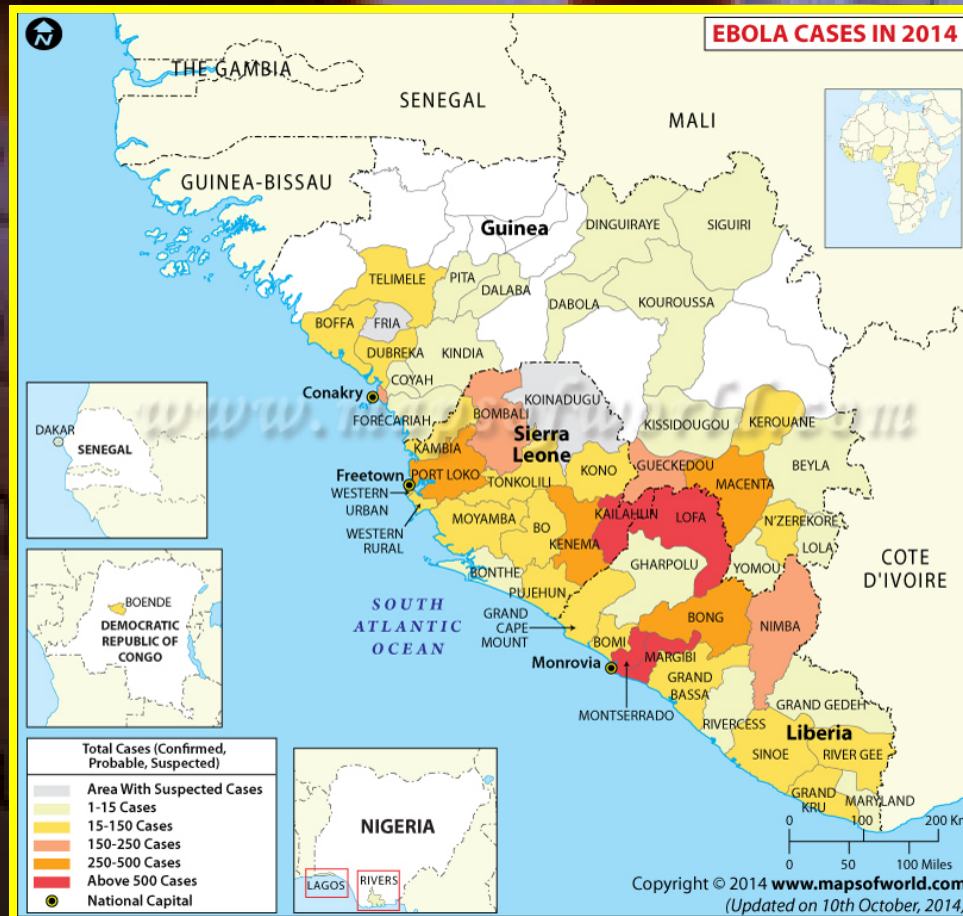 N
EBOLA CASES IN 2014
THE GAMBIA
SENEGAL
MALI
GUINEA-BISSAU
Guinea
DINGUIRAYE
SIGUIRI
TELIMELE
PITA
DALABA
DABOLA
KOUROUSSA
BOFFA
FRIA
DUBREKA
KINDIA
COYAH
Conakry
FORECARIAH
BOMBALI
KOINADUGU
www.mapsofworld.com
KISSIDOUGOU
KEROUANE
Sierra
Leone
KAMBIA
Freetown
PORT LOKO
TONKOLILI
KONO
GUECKEDOU
MACENTA
BEYLA
WESTERN
URBAN
WESTERN
RURAL
MOYAMBA
BO
KENEMA
KAILAHUN
LOFA
N'ZEREKORE
LOLA
YOMOU
GHARPOLU
BONTHE
PUJEHUN
COTE
D'IVOIRE
SOUTH
ATLANTIC
OCEAN
GRAND
CAPE
MOUNT
BOMI
BONG
NIMBA
Monrovia
MARGIBI
MONTSERRADO
GRAND
BASSA
RIVERCESS
GRAND GEDEH
Liberia
SINOE
RIVER GEE
GRAND
KRU
MARYLAND
DAKAR
SENEGAL
BOENDE
DEMOCRATIC
REPUBLIC OF
CONGO
Total Cases (Confirmed,
Probable, Suspected)
Area With Suspected Cases
1-15 Cases
15-150 Cases
150-250 Cases
250-500 Cases
Above 500 Cases
National Capital
NIGERIA
LAGOS
RIVERS
0 100 200 Km
0 50 100 Miles
Copyright © 2014 www.mapsofworld.com
(Updated on 10th October, 2014)